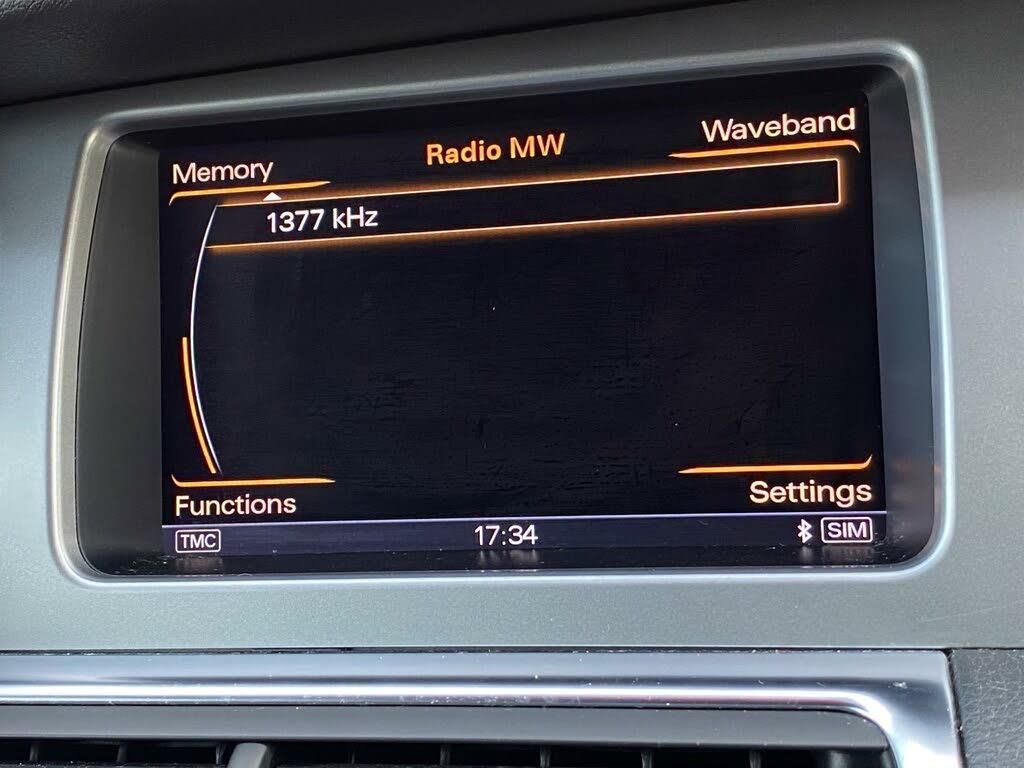 Memory
Radio MW
Waveband
1377 kHz
Functions
Settings
TMC
17:34
SIM